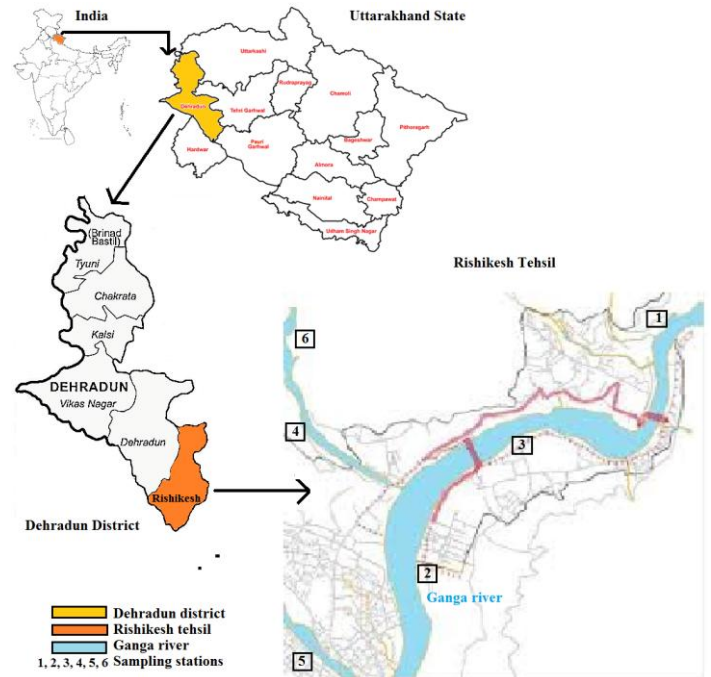 India
Uttarakhand State
Uttarkashi
Dehradun
Tehri Garhwal
Rudraprayag
Chamoli
Hardwar
Pauri
Garhwal
Bageshwar
Pithoragarh
Almora
Nainital
Champawat
Udham Singh Nagar
(Brinad
Bastil)
Tyuni
Chakrata
Kalsi
DEHRADUN
Vikas Nagar
Dehradun
Rishikesh
Dehradun District
Rishikesh Tehsil
1
6
4
3
2
Ganga river
5
Dehradun district
Rishikesh tehsil
Ganga river
1, 2, 3, 4, 5, 6 Sampling stations